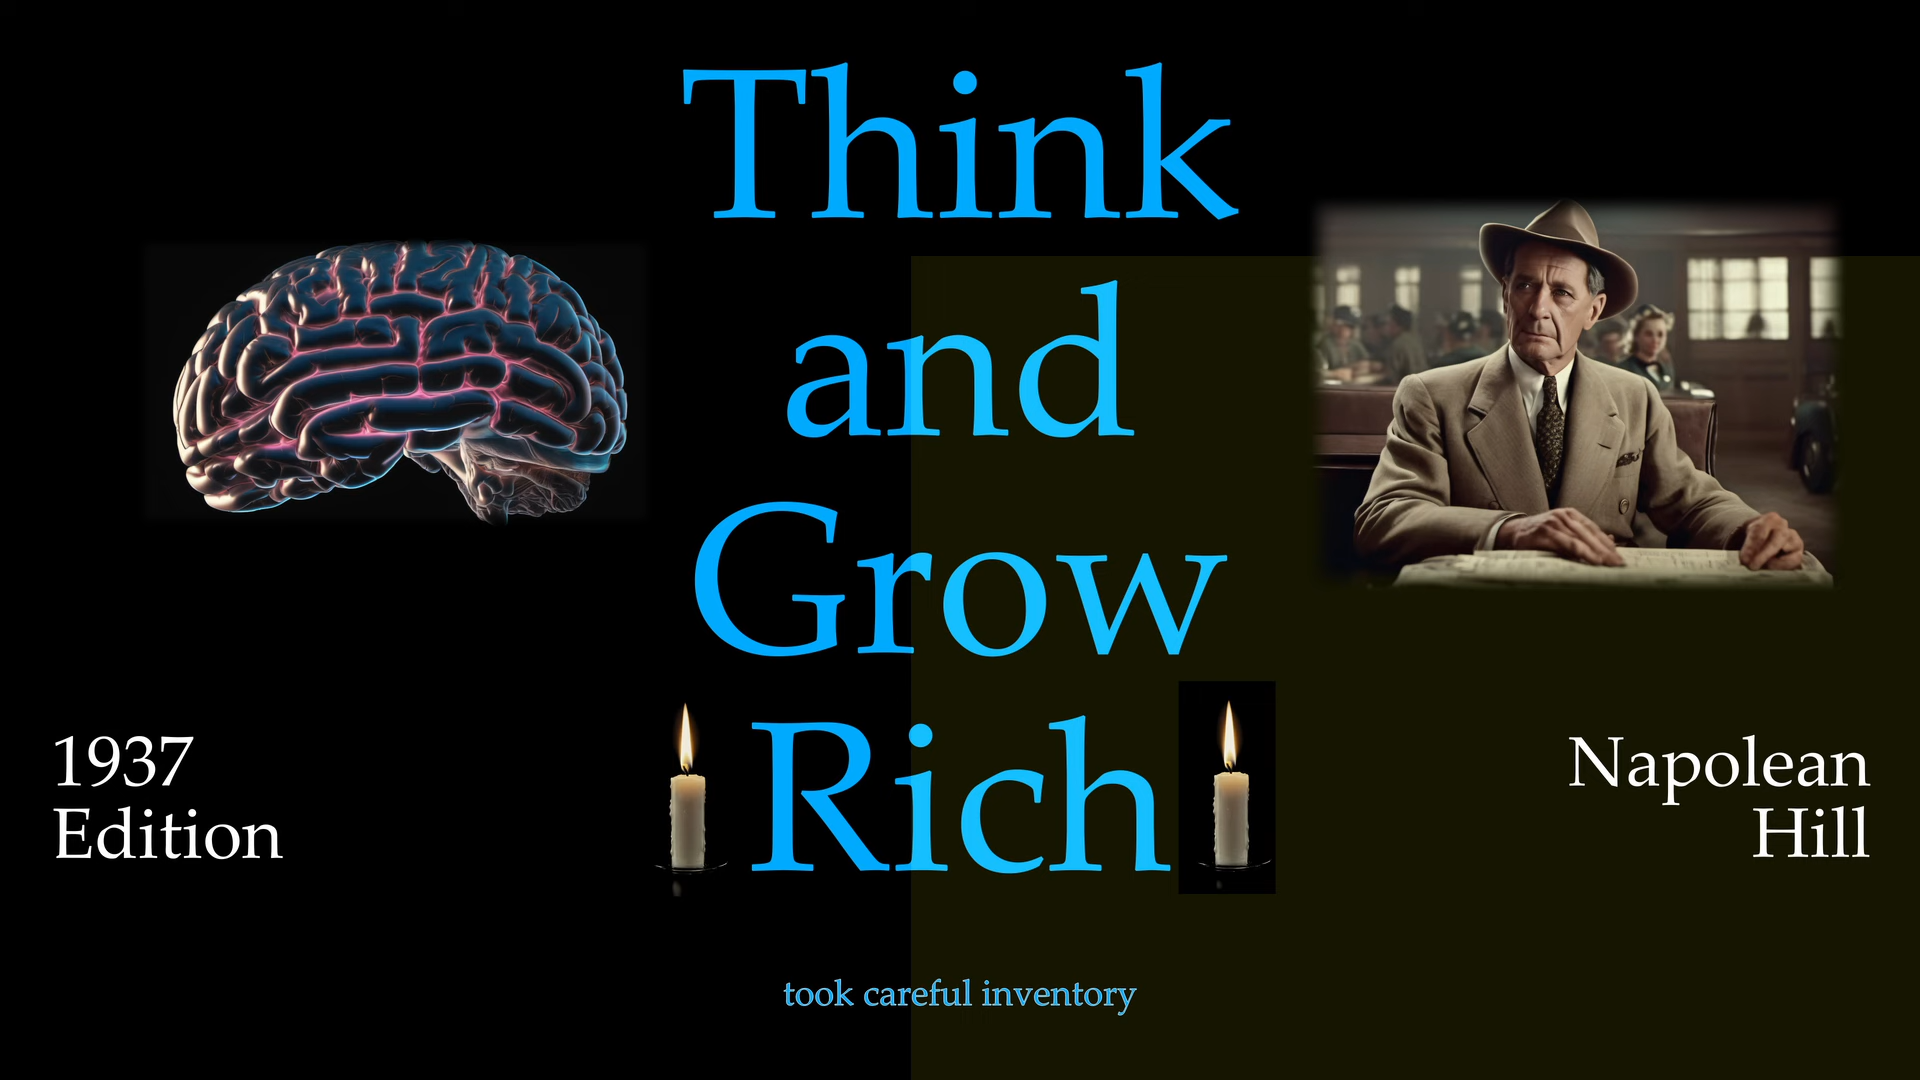 Think
and
Grow
Rich
1937
Edition
Napolean
Hill
took careful inventory